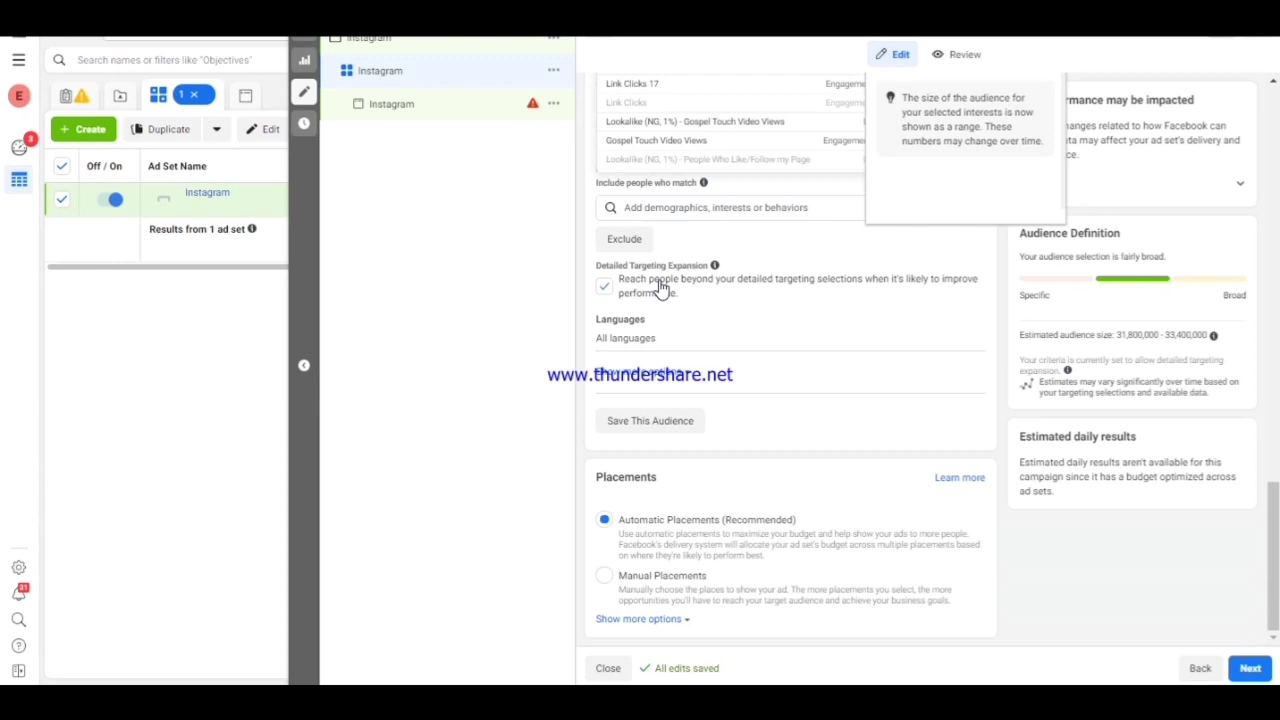 Instagram
Edit
Review
Search names or filters like "Objectives"
Instagram
Link Clicks 17
Engageme
The size of the audience for
your selected interests is now
shown as a range. These
numbers may change over time.
rmance may be impacted
1
Link Clicks
Engageme
Instagram
E
anges related to how Facebook can
Lookalike (NG, 1%) - Gospel Touch Video Views
ata may affect your ad set's delivery and
Create
Duplicate
Edit
Gospel Touch Video Views
Engageme
ce.
3
Lookalike (NG, 1%) - People Who Like/Follow my Page
Off / On
Ad Set Name
Include people who match
Instagram
Add demographics, interests or behaviors
Results from 1 ad set
Exclude
Audience Definition
Your audience selection is fairly broad.
Detailed Targeting Expansion
Reach people beyond your detailed targeting selections when it's likely to improve
Specific
Broad
Languages
All languages
Estimated audience size: 31,800,000 - 33,400,000
Your criteria is currently set to allow detailed targeting
expansion.
Estimates may vary significantly over time based on
your targeting selections and available data.
www.thundershare.net
Save This Audience
Estimated daily results
Estimated daily results aren't available for this
campaign since it has a budget optimized across
ad sets.
Placements
Learn more
Automatic Placements (Recommended)
Use automatic placements to maximize your budget and help show your ads to more people.
Facebook's delivery system will allocate your ad set's budget across multiple placements based
on where they're likely to perform best.
Manual Placements
Manually choose the places to show your ad. The more placements you select, the more
opportunities you'll have to reach your target audience and achieve your business goals.
31
Show more options
Close
All edits saved
Back
Next